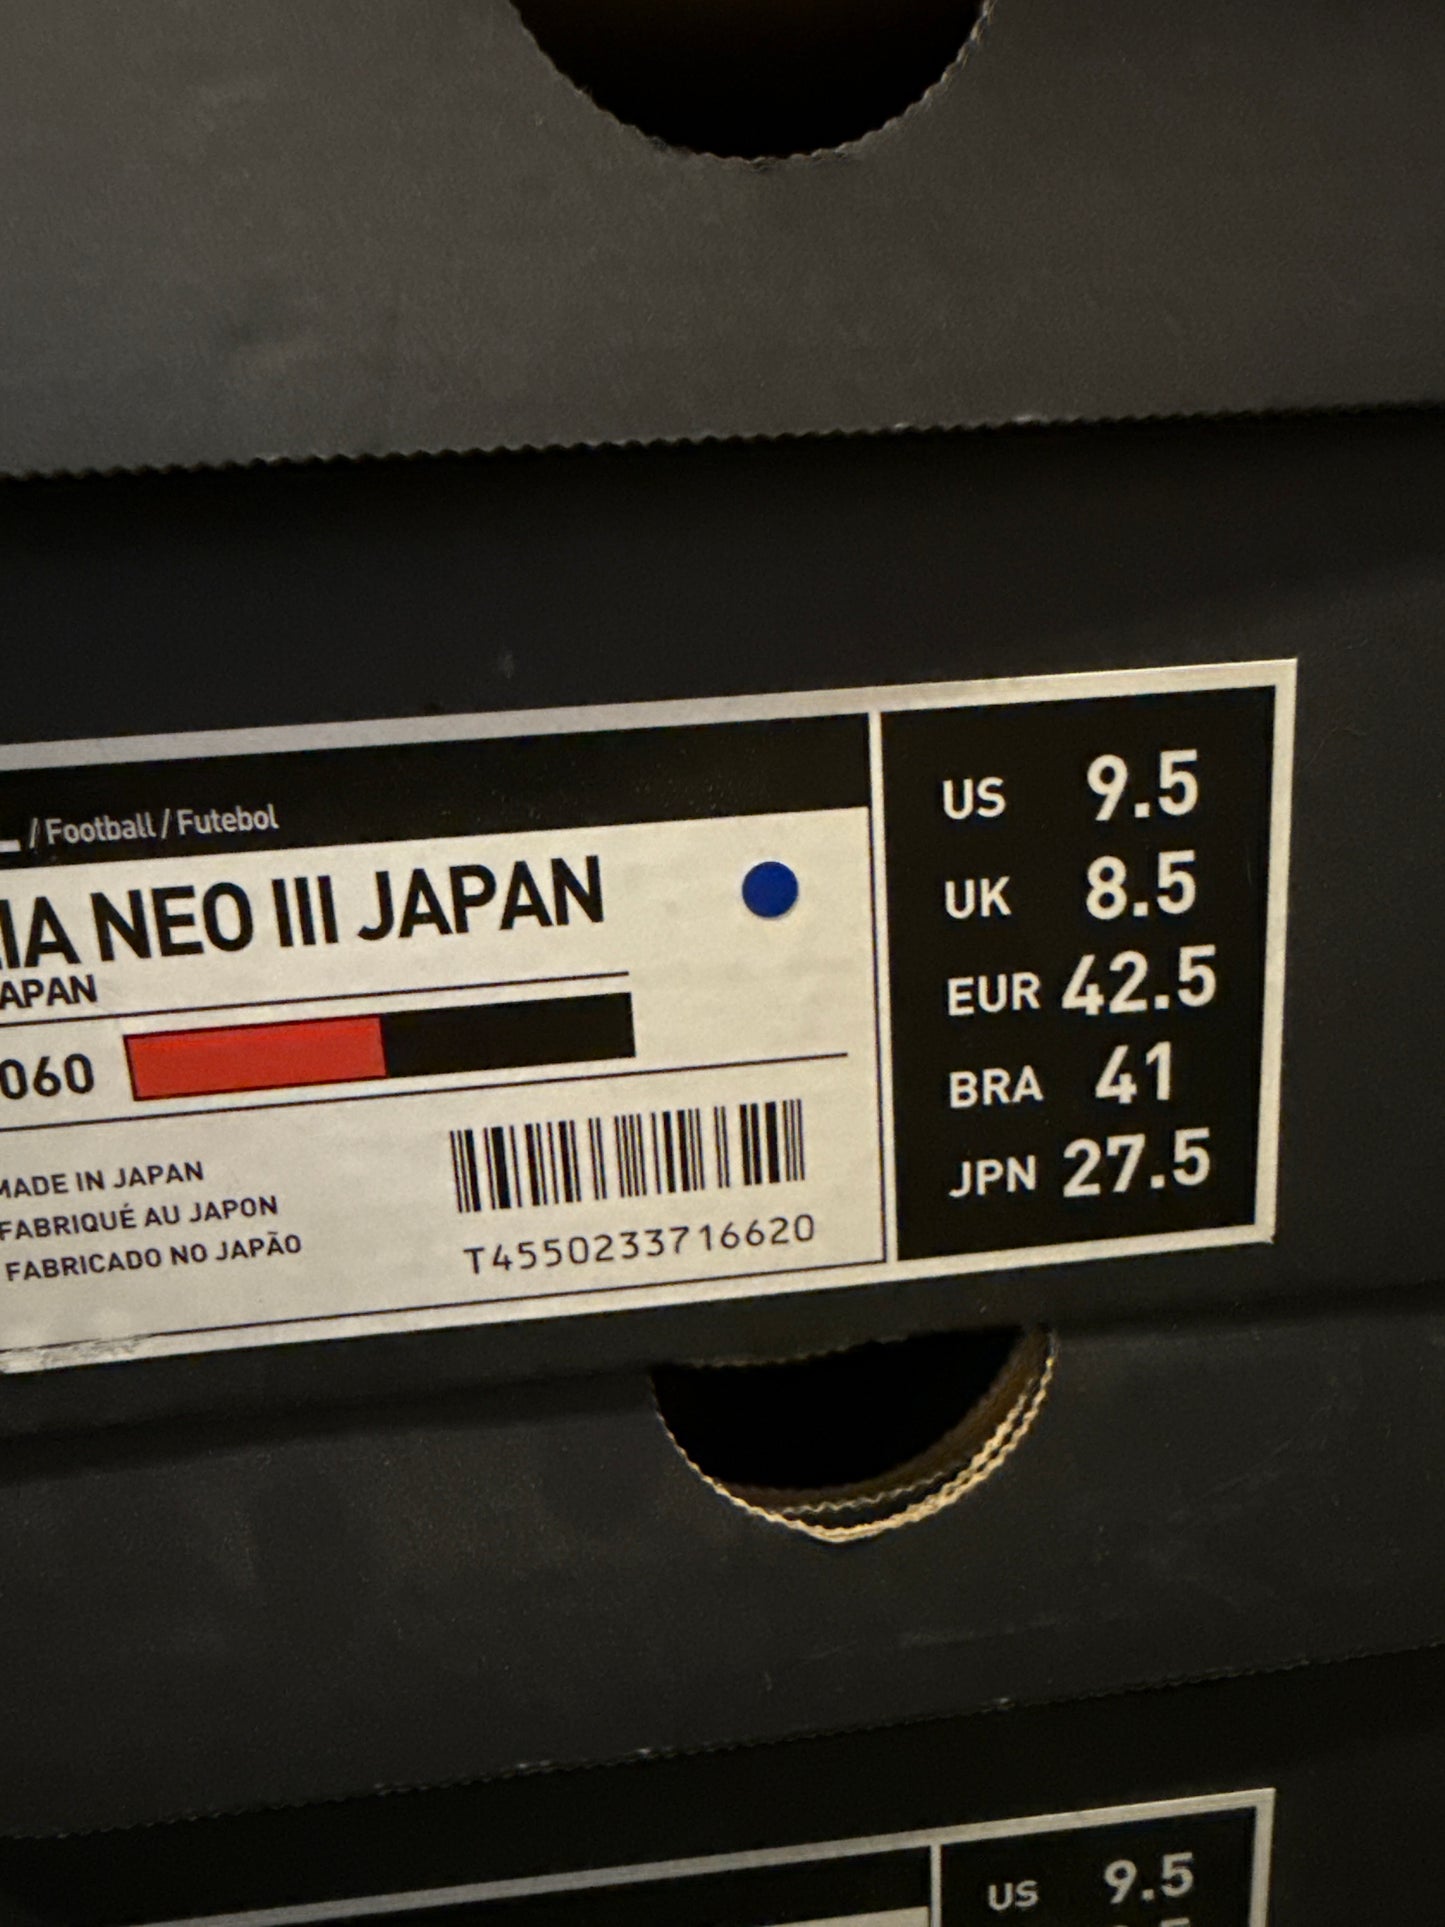 / Football / Futebol
IA NEO III JAPAN
APAN
060
MADE IN JAPAN
FABRIQUÉ AU JAPON
FABRICADO NO JAPÃO
T4550233716620
US 9.5
UK 8.5
EUR 42.5
BRA 41
JPN 27.5
US 9.5